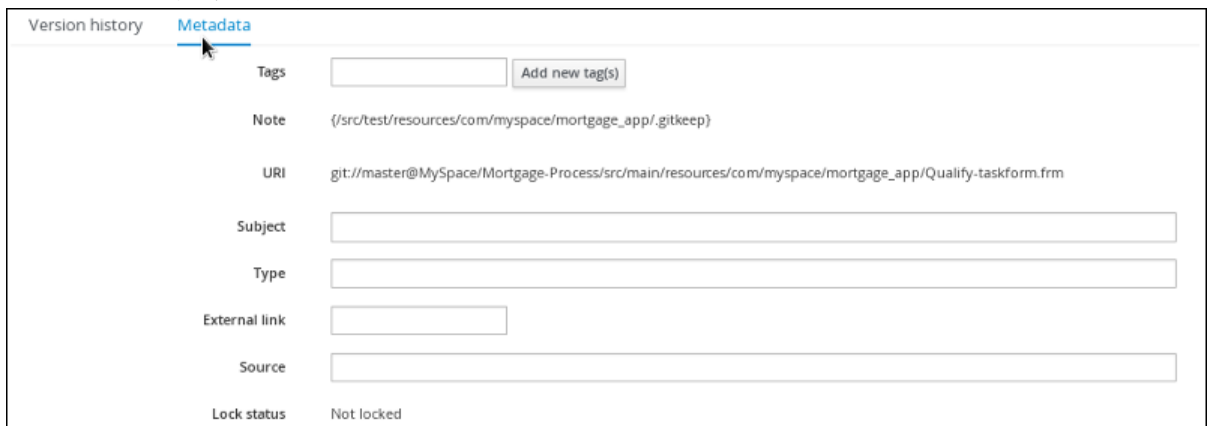 Version history Metadata
Tags Add new tag(s)
Note {/src/test/resources/com/myspace/mortgage_app/.gitkeep}
URI git://master@MySpace/Mortgage-Process/src/main/resources/com/myspace/mortgage_app/Qualify-taskform.frm
Subject
Type
External link
Source
Lock status Not locked